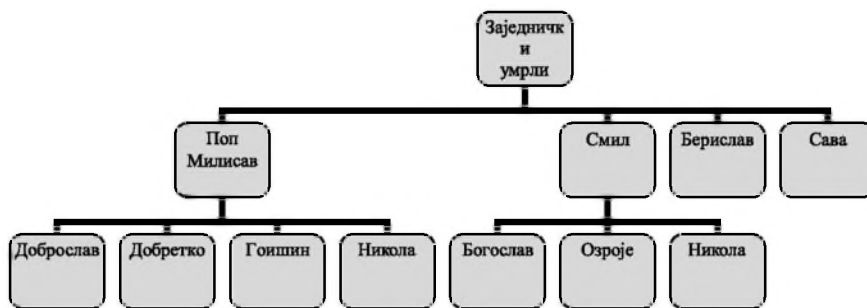 Заједничк
и
умрли
Поп
Милисав
Смил
Берислав
Сава
Доброслав
Добретко
Гоишин
Никола
Богослав
Озроје
Никола